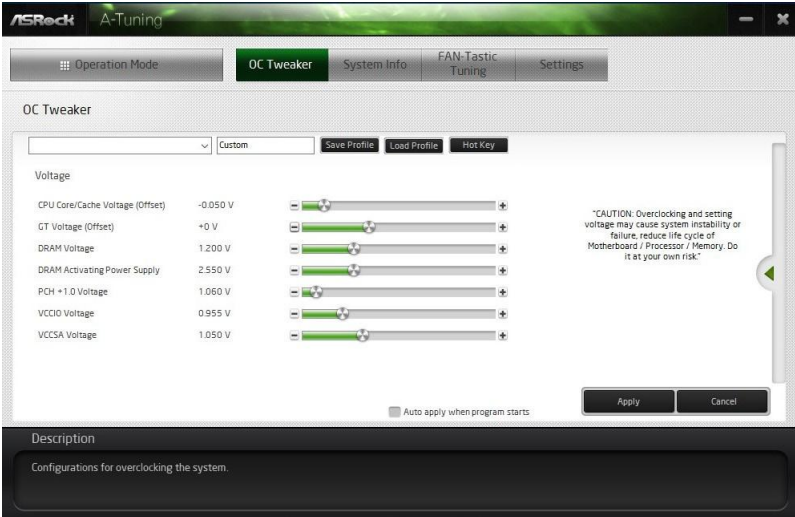 ASRock A-Tuning
Operation Mode
OC Tweaker
System Info
FAN-Tastic
Tuning
Settings
OC Tweaker
Custom
Save Profile
Load Profile
Hot Key
Voltage
CPU Core/Cache Voltage (Offset) -0.050 V
GT Voltage (Offset) +0 V
DRAM Voltage 1.200 V
DRAM Activating Power Supply 2.550 V
PCH +1.0 Voltage 1.060 V
VCCIO Voltage 0.955 V
VCCSA Voltage 1.050 V
"CAUTION: Overclocking and setting
voltage may cause system instability or
failure, reduce life cycle of
Motherboard / Processor / Memory. Do
it at your own risk."
Auto apply when program starts
Apply
Cancel
Description
Configurations for overclocking the system.